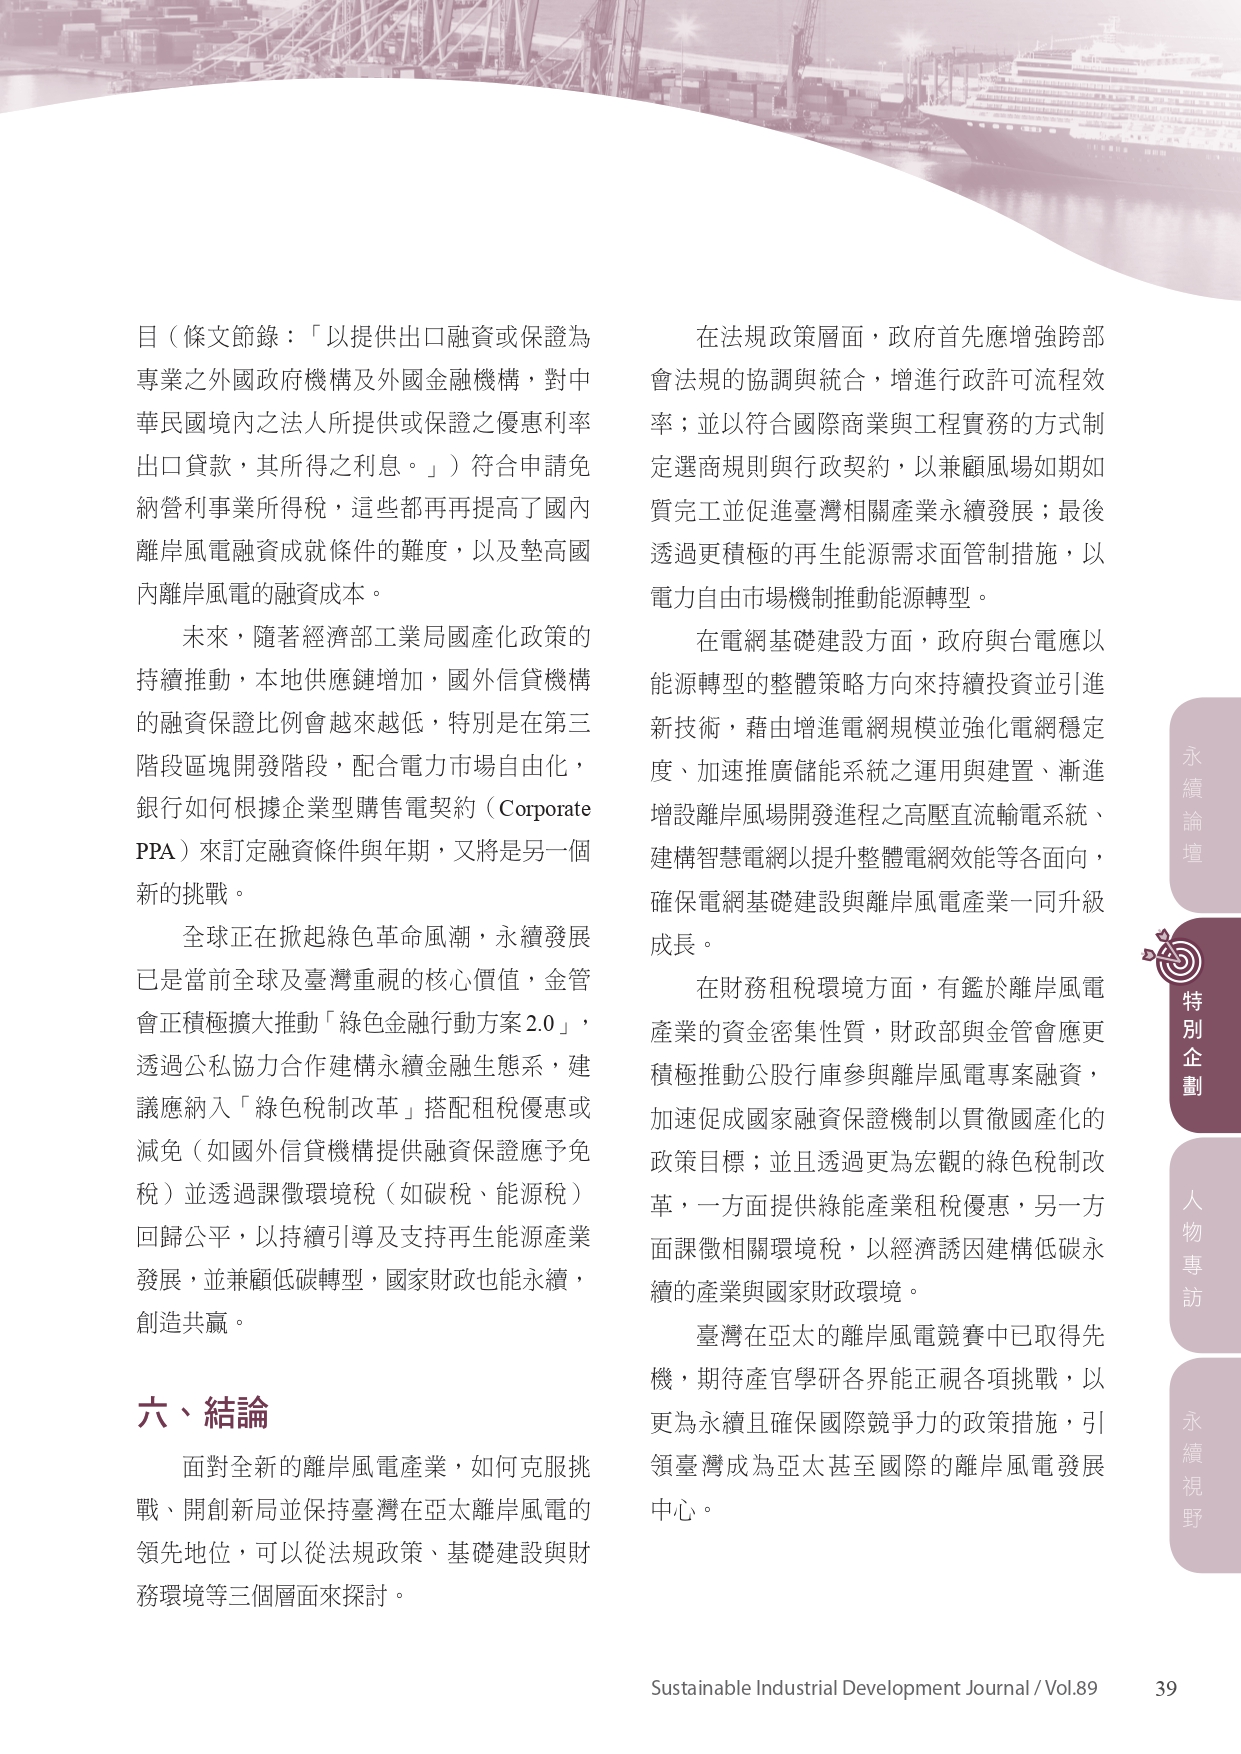 目（條文節錄：「以提供出口融資或保證為
專業之外國政府機構及外國金融機構，對中
華民國境內之法人所提供或保證之優惠利率
出口貸款，其所得之利息。」）符合申請免
納營利事業所得稅，這些都再再提高了國內
離岸風電融資成就條件的難度，以及墊高國
內離岸風電的融資成本。
未來，隨著經濟部工業局國產化政策的
持續推動，本地供應鏈增加，國外信貸機構
的融資保證比例會越來越低，特別是在第三
階段區塊開發階段，配合電力市場自由化，
銀行如何根據企業型購售電契約（Corporate
PPA）來訂定融資條件與年期，又將是另一個
新的挑戰。
全球正在掀起綠色革命風潮，永續發展
已是當前全球及臺灣重視的核心價值，金管
會正積極擴大推動「綠色金融行動方案 2.0」，
透過公私協力合作建構永續金融生態系，建
議應納入「綠色稅制改革」搭配租稅優惠或
減免（如國外信貸機構提供融資保證應予免
稅）並透過課徵環境稅（如碳稅、能源稅）
回歸公平，以持續引導及支持再生能源產業
發展，並兼顧低碳轉型，國家財政也能永續，
創造共贏。
六、結論
面對全新的離岸風電產業，如何克服挑
戰、開創新局並保持臺灣在亞太離岸風電的
領先地位，可以從法規政策、基礎建設與財
務環境等三個層面來探討。
在法規政策層面，政府首先應增強跨部
會法規的協調與統合，增進行政許可流程效
率；並以符合國際商業與工程實務的方式制
定選商規則與行政契約，以兼顧風場如期如
質完工並促進臺灣相關產業永續發展；最後
透過更積極的再生能源需求面管制措施，以
電力自由市場機制推動能源轉型。
在電網基礎建設方面，政府與台電應以
能源轉型的整體策略方向來持續投資並引進
新技術，藉由增進電網規模並強化電網穩定
度、加速推廣儲能系統之運用與建置、漸進
增設離岸風場開發進程之高壓直流輸電系統、
建構智慧電網以提升整體電網效能等各面向，
確保電網基礎建設與離岸風電產業一同升級
成長。
在財務租稅環境方面，有鑑於離岸風電
產業的資金密集性質，財政部與金管會應更
積極推動公股行庫參與離岸風電專案融資，
加速促成國家融資保證機制以貫徹國產化的
政策目標；並且透過更為宏觀的綠色稅制改
革，一方面提供綠能產業租稅優惠，另一方
面課徵相關環境稅，以經濟誘因建構低碳永
續的產業與國家財政環境。
臺灣在亞太的離岸風電競賽中已取得先
機，期待產官學研各界能正視各項挑戰，以
更為永續且確保國際競爭力的政策措施，引
領臺灣成為亞太甚至國際的離岸風電發展
中心。
永續論壇
特別企劃
人物專訪
永續視野
Sustainable Industrial Development Journal / Vol.89
39